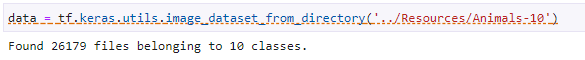 data = tf.keras.utils.image_dataset_from_directory('../Resources/Animals-10')
Found 26179 files belonging to 10 classes.